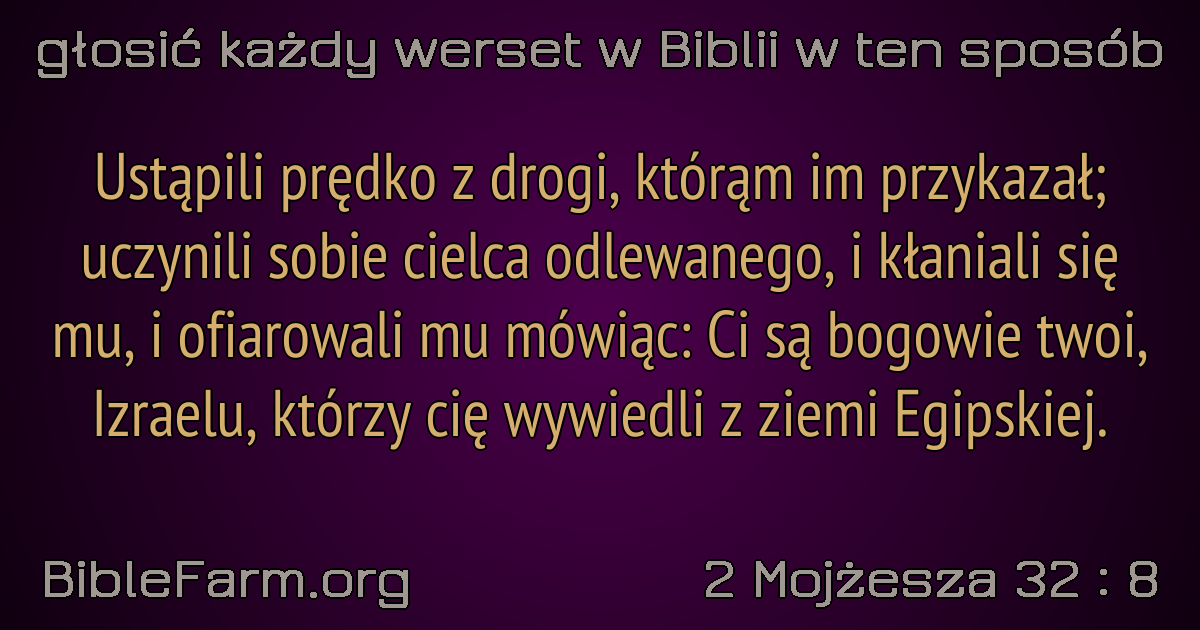 głosić każdy werset w Biblii w ten sposób
Ustąpili prędko z drogi, którąm im przykazał;
uczynili sobie cielca odlewanego, i kłaniali się
mu, i ofiarowali mu mówiąc: Ci są bogowie twoi,
Izraelu, którzy cię wywiedli z ziemi Egipskiej.
BibleFarm.org
2 Mojżesza 32 : 8